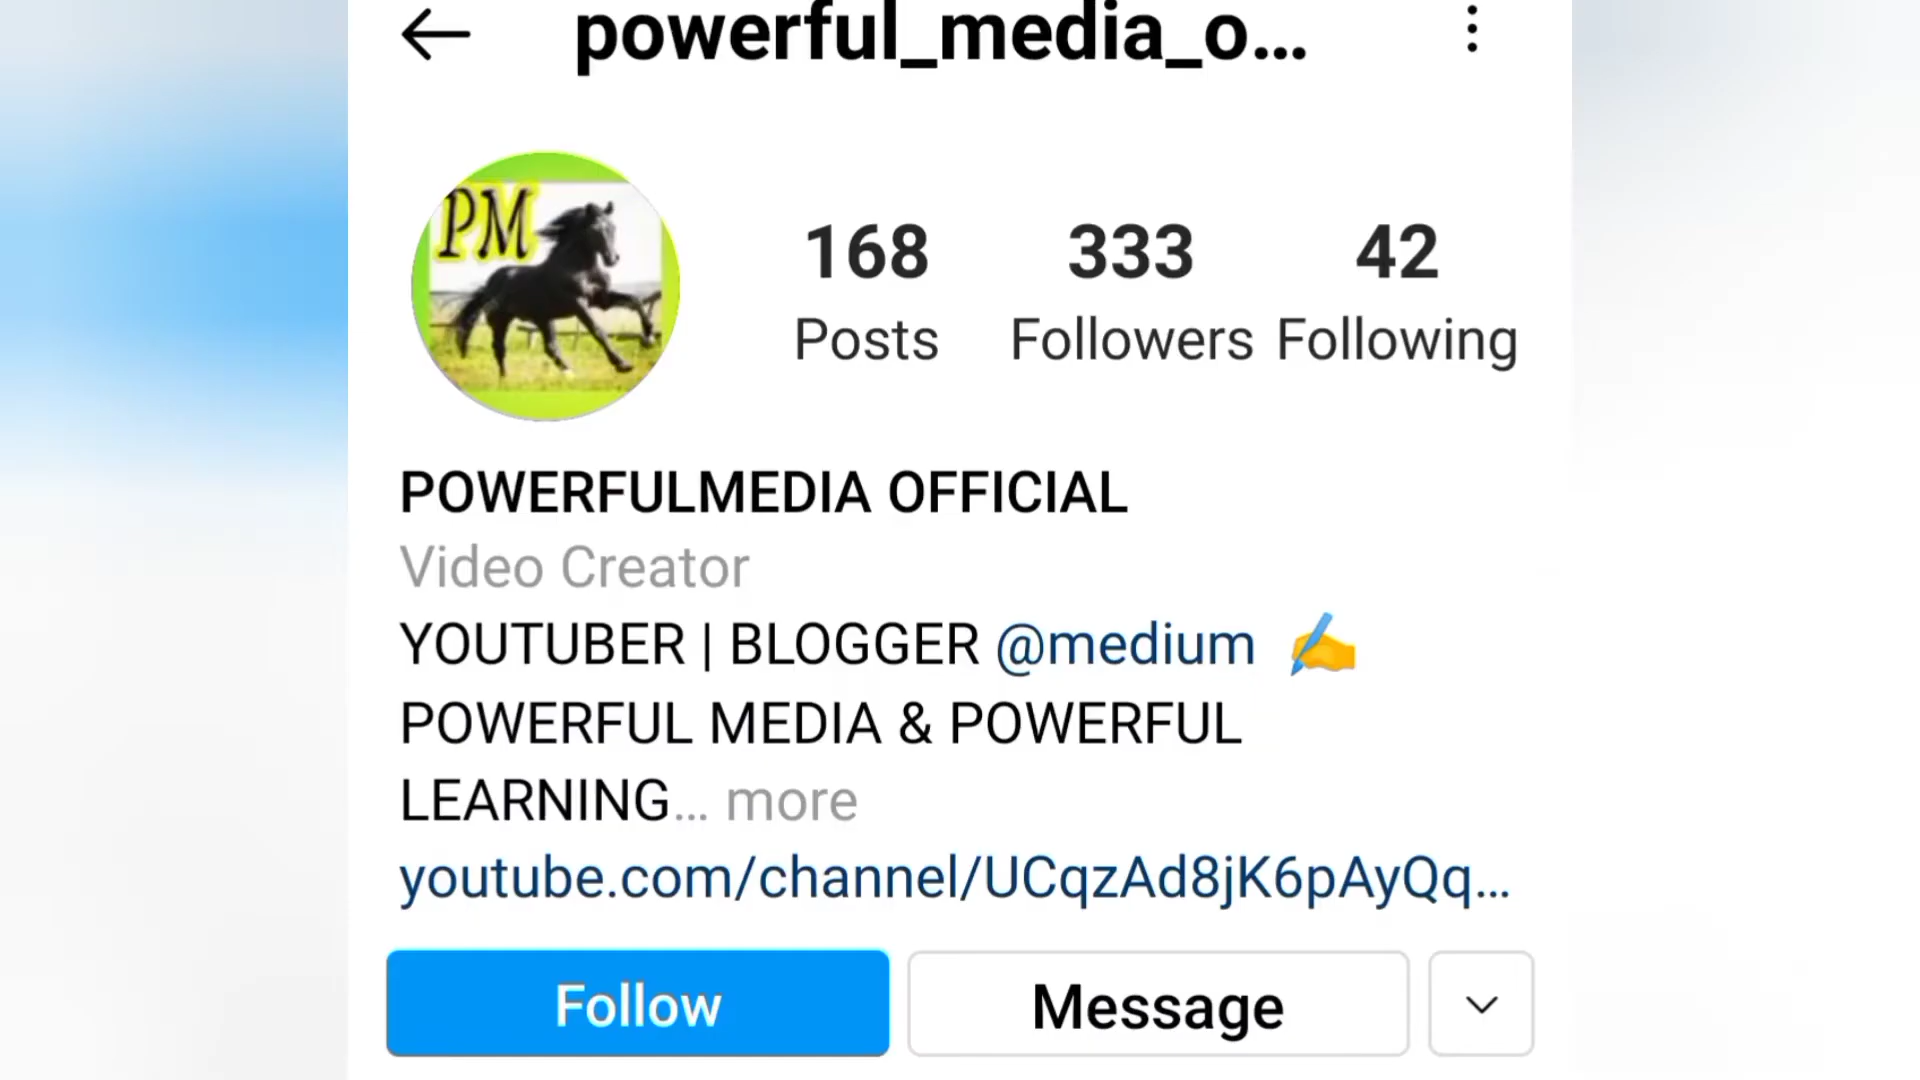 powerful_media_o...
PM
168 333 42
Posts Followers Following
POWERFULMEDIA OFFICIAL
Video Creator
YOUTUBER | BLOGGER @medium ✍️
POWERFUL MEDIA & POWERFUL
LEARNING... more
youtube.com/channel/UCqzAd8jK6pAyQq...
Follow Message